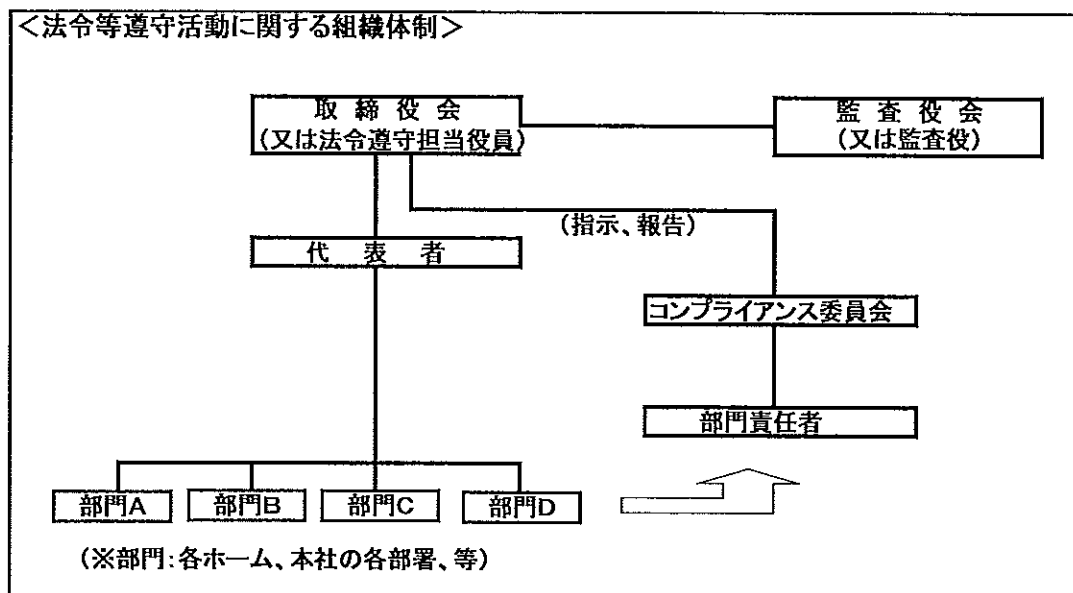 ＜法令等遵守活動に関する組織体制＞
取 締 役 会
（又は法令遵守担当役員）
監 査 役 会
（又は監査役）
（指示、報告）
代 表 者
コンプライアンス委員会
部門責任者
部門A
部門B
部門C
部門D
（※部門：各ホーム、本社の各部署、等）